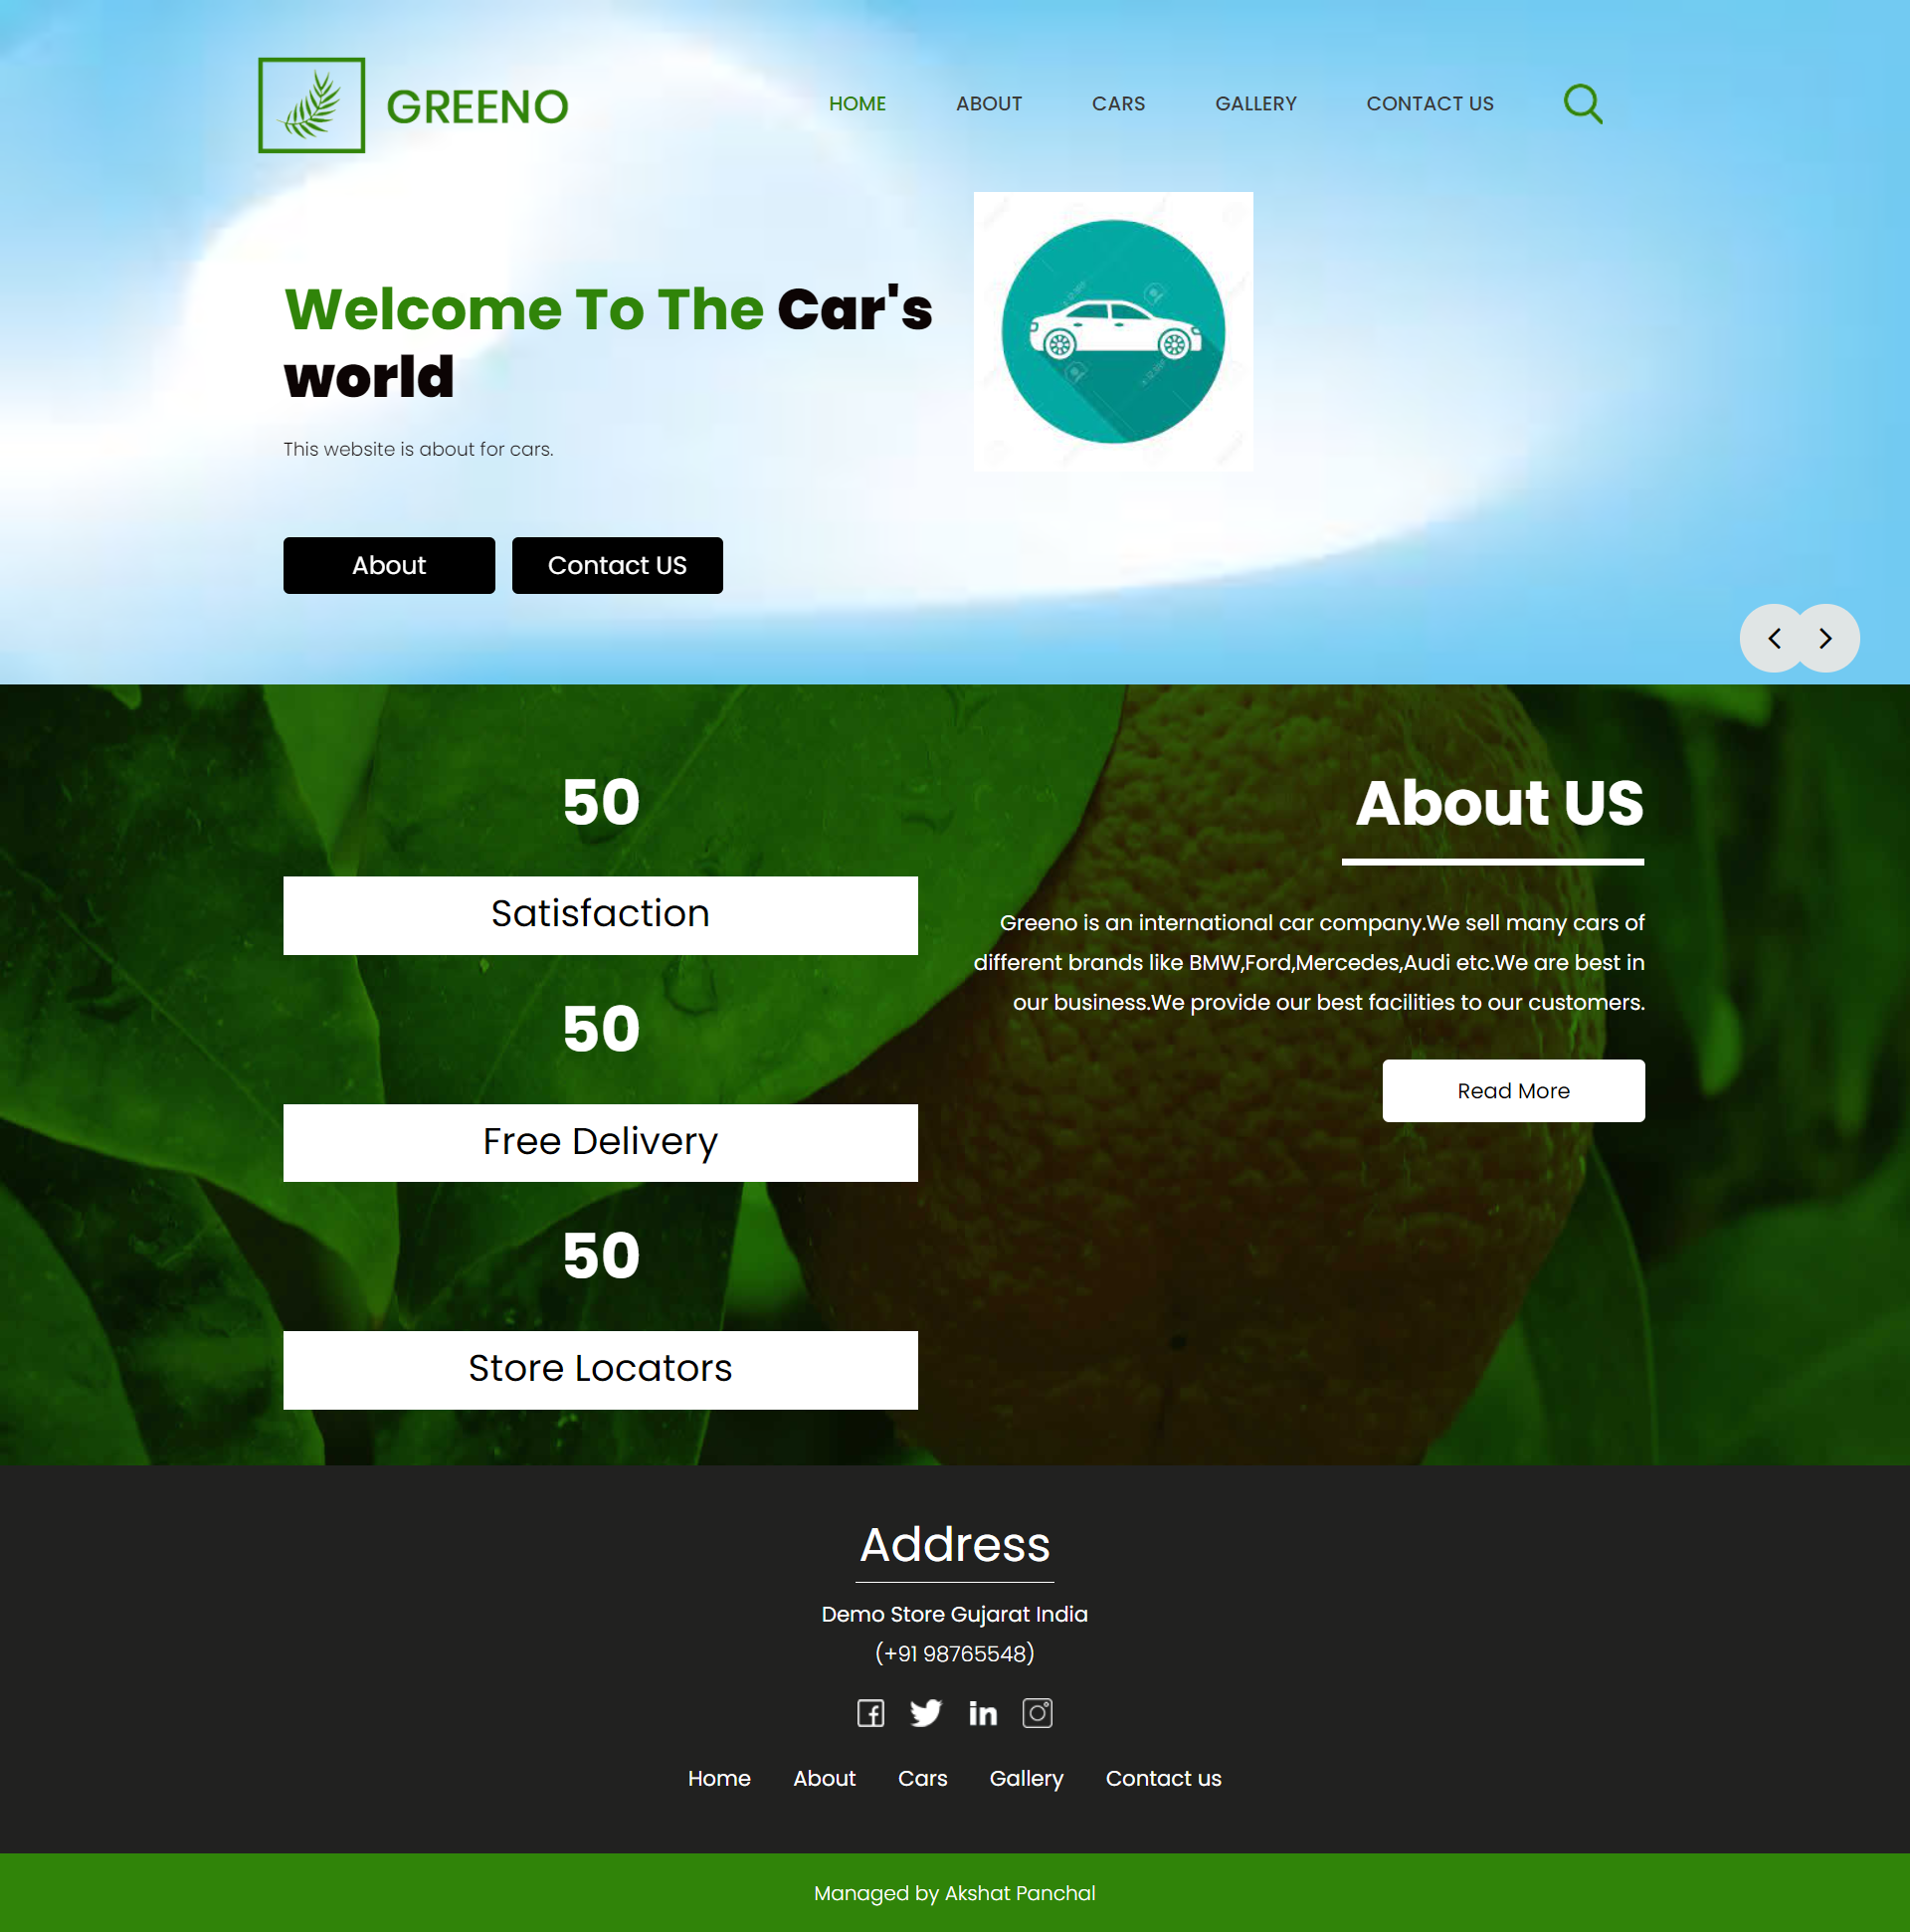 GREENO
HOME ABOUT CARS GALLERY CONTACT US
Welcome To The Car's
world
This website is about for cars.
About Contact US
50
Satisfaction
50
Free Delivery
50
Store Locators
About US
Greeno is an international car company.We sell many cars of
different brands like BMW,Ford,Mercedes,Audi etc.We are best in
our business.We provide our best facilities to our customers.
Read More
Address
Demo Store Gujarat India
(+91 98765548)
Home About Cars Gallery Contact us
Managed by Akshat Panchal